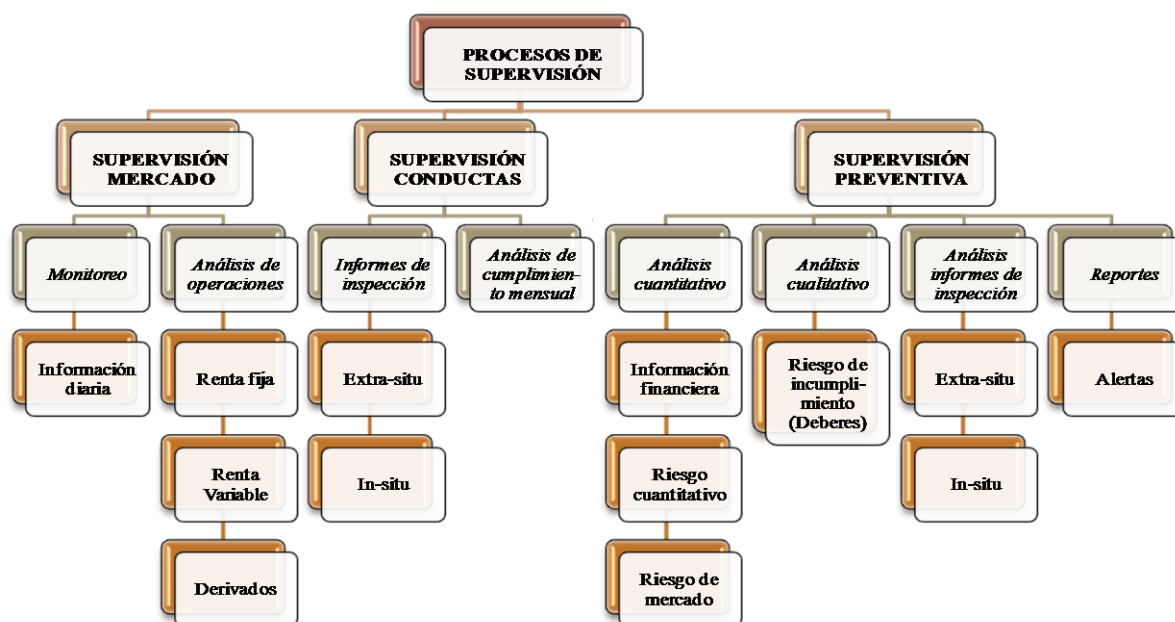 PROCESOS DE
SUPERVISIÓN
SUPERVISIÓN
MERCADO
SUPERVISIÓN
CONDUCTAS
SUPERVISIÓN
PREVENTIVA
Monitoreo
Análisis de
operaciones
Informes de
inspección
Análisis de
cumplimien-
to mensual
Análisis
cuantitativo
Análisis
cualitativo
Análisis
informes de
inspección
Reportes
Información
diaria
Renta fija
Extra-situ
Información
financiera
Riesgo de
incumpli-
miento
(Deberes)
Extra-situ
Alertas
Renta
Variable
In-situ
Riesgo
cuantitativo
In-situ
Derivados
Riesgo de
mercado